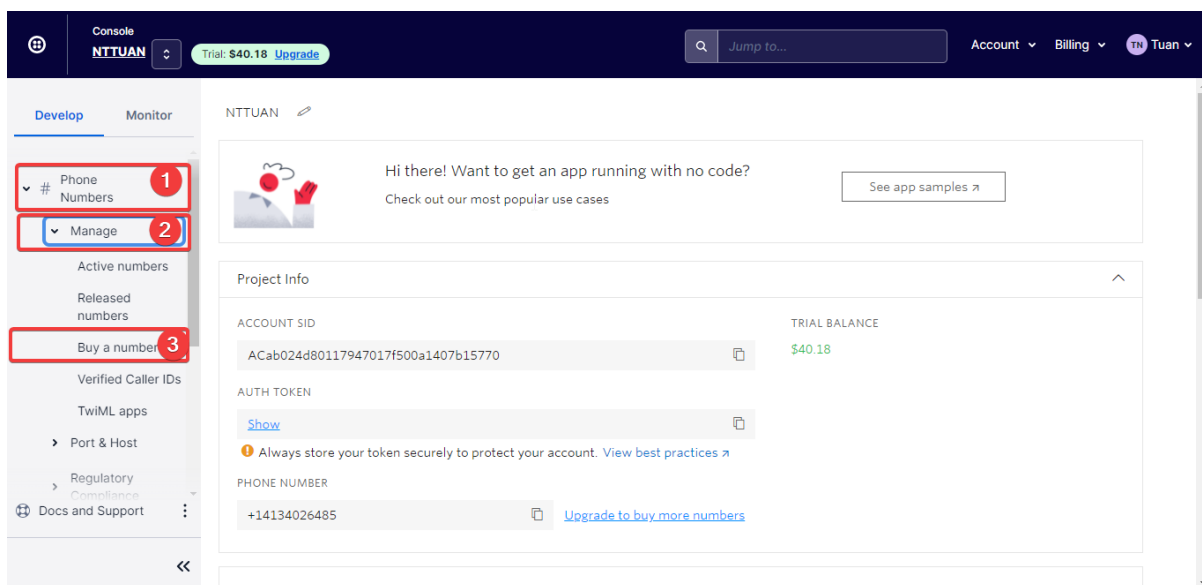 Console
NTTUAN
Trial: $40.18 Upgrade
Jump to...
Account
Billing
TN Tuan
Develop
Monitor
# Phone
Numbers
1
Manage
2
Active numbers
Released
numbers
Buy a number
3
Verified Caller IDs
TwiML apps
Port & Host
Regulatory
Compliance
Docs and Support
NTTUAN
Hi there! Want to get an app running with no code?
Check out our most popular use cases
See app samples
Project Info
ACCOUNT SID
ACab024d80117947017f500a1407b15770
TRIAL BALANCE
$40.18
AUTH TOKEN
Show
Always store your token securely to protect your account. View best practices
PHONE NUMBER
+14134026485
Upgrade to buy more numbers